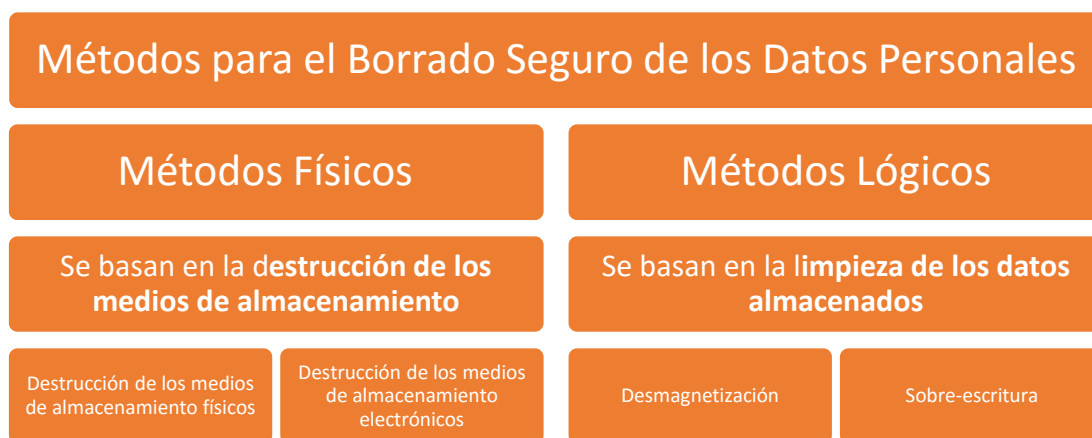 Métodos para el Borrado Seguro de los Datos Personales
Métodos Físicos
Métodos Lógicos
Se basan en la destrucción de los
medios de almacenamiento
Se basan en la limpieza de los datos
almacenados
Destrucción de los medios
de almacenamiento físicos
Destrucción de los medios
de almacenamiento
electrónicos
Desmagnetización
Sobre-escritura